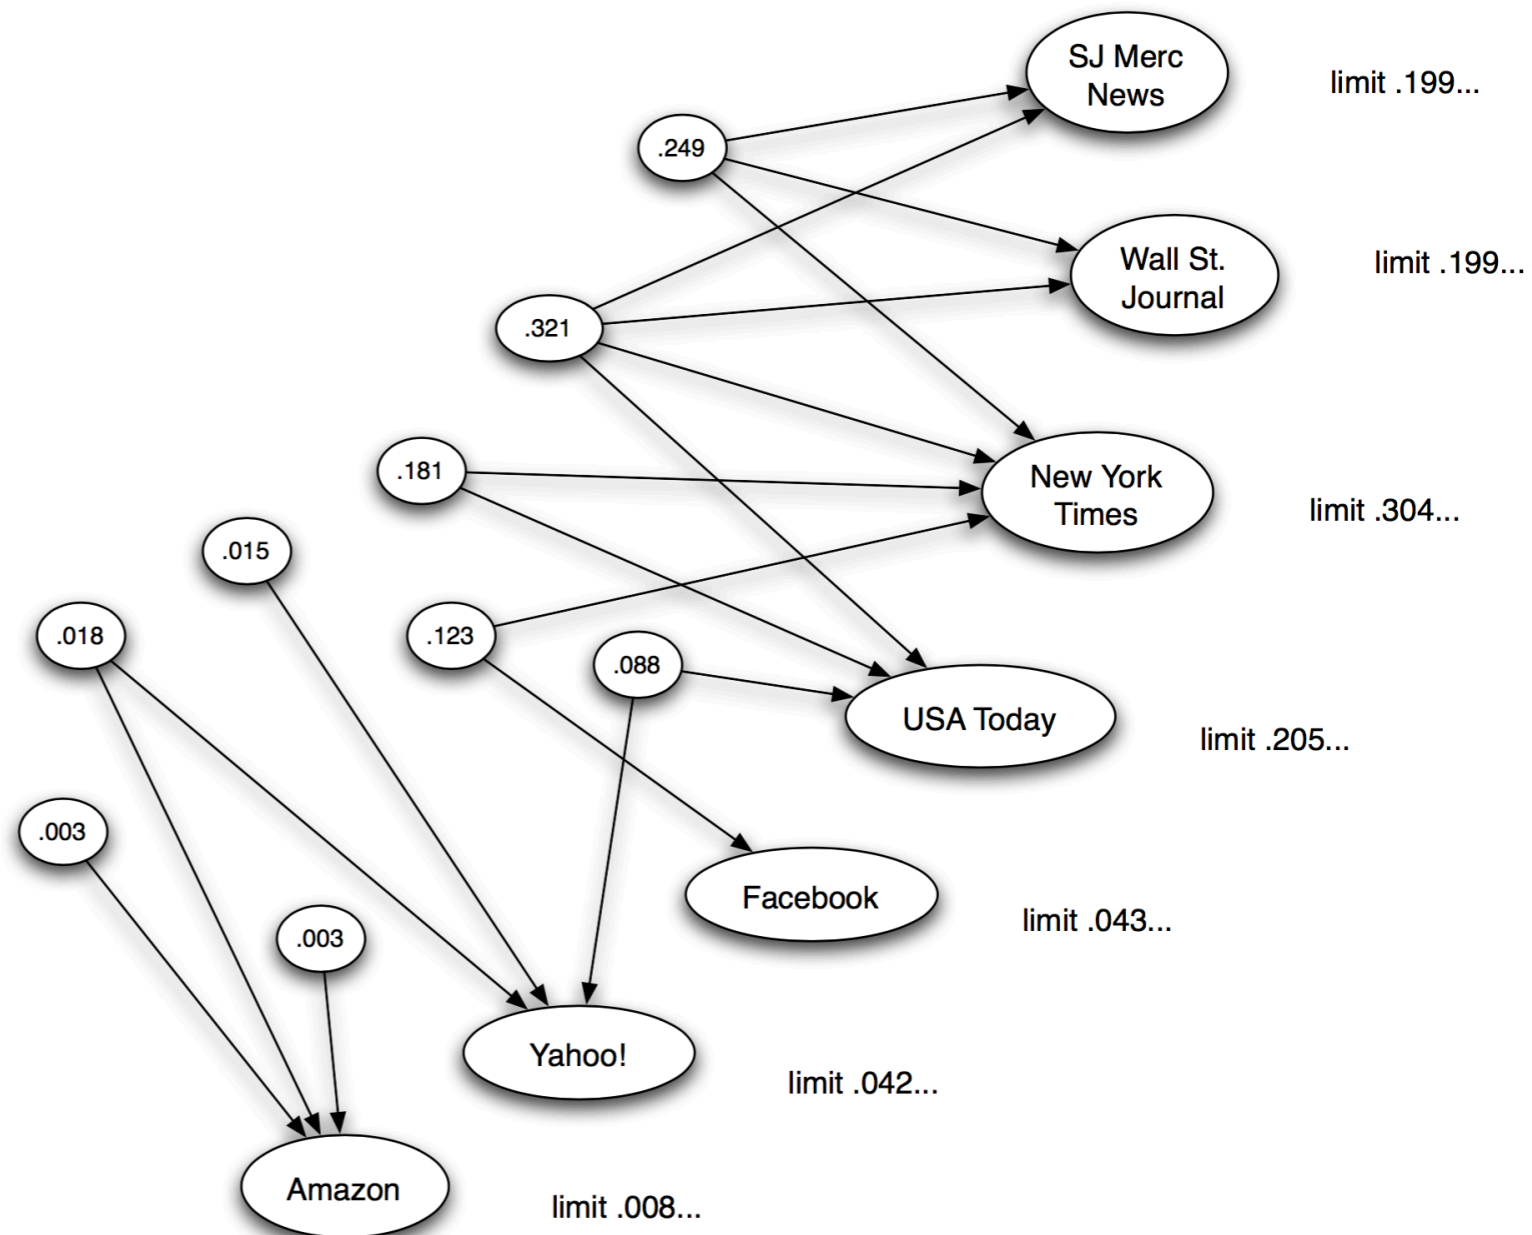 SJ Merc
News
limit .199...
.249
Wall St.
Journal
limit .199...
.321
.181
New York
Times
limit .304...
.015
.018
.123
.088
USA Today
limit .205...
.003
Facebook
limit .043...
.003
Yahoo!
limit .042...
Amazon
limit .008...